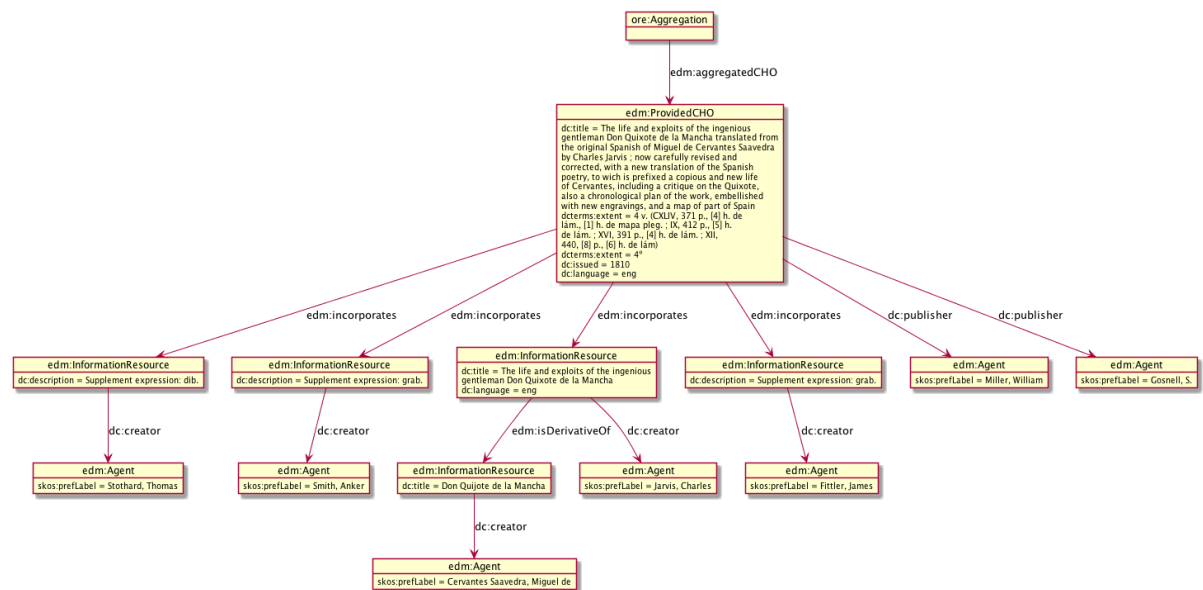 ore:Aggregation
edm:aggregatedCHO
edm:ProvidedCHO
dc:title = The life and exploits of the ingenious
gentleman Don Quixote de la Mancha translated from
the original Spanish of Miguel de Cervantes Saavedra
by Charles Jarvis ; now carefully revised and
corrected, with a new translation of the Spanish
poetry, to wich is prefixed a copious and new life
of Cervantes, including a critique on the Quixote,
also a chronological plan of the work, embellished
with new engravings, and a map of part of Spain
dcterms:extent = 4 v. (CXLIV, 371 p., [4] h. de
lám., [1] h. de mapa pleg. ; IX, 412 p., [5] h.
de lám. ; XVI, 391 p., [4] h. de lám. ; XII,
440, [8] p., [6] h. de lám)
dcterms:extent = 4°
dc:issued = 1810
dc:language = eng
edm:incorporates
edm:incorporates
edm:incorporates
edm:incorporates
dc:publisher
dc:publisher
edm:InformationResource
dc:description = Supplement expression: dib.
edm:InformationResource
dc:description = Supplement expression: grab.
edm:InformationResource
dc:title = The life and exploits of the ingenious
gentleman Don Quixote de la Mancha
dc:language = eng
edm:InformationResource
dc:description = Supplement expression: grab.
edm:Agent
skos:prefLabel = Miller, William
edm:Agent
skos:prefLabel = Gosnell, S.
dc:creator
dc:creator
edm:isDerivativeOf
dc:creator
dc:creator
edm:Agent
skos:prefLabel = Stothard, Thomas
edm:Agent
skos:prefLabel = Smith, Anker
edm:InformationResource
dc:title = Don Quijote de la Mancha
edm:Agent
skos:prefLabel = Jarvis, Charles
edm:Agent
skos:prefLabel = Fittler, James
dc:creator
edm:Agent
skos:prefLabel = Cervantes Saavedra, Miguel de